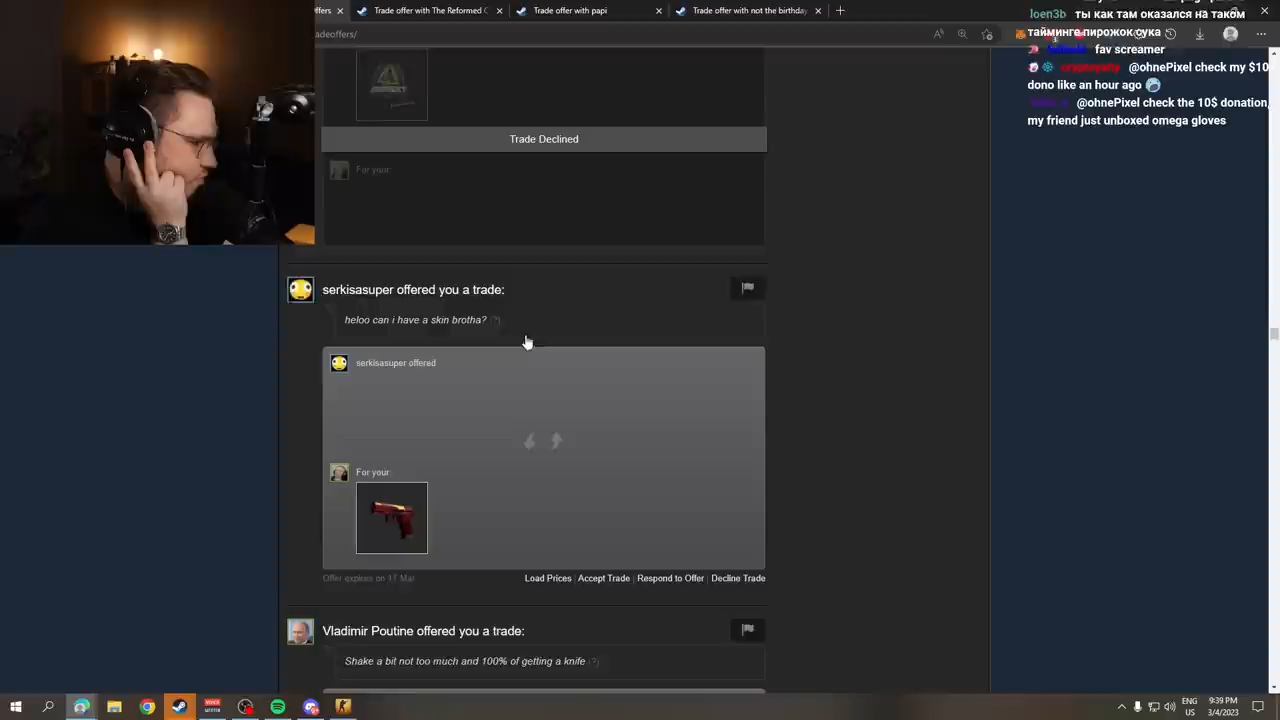 Trade offer with The Reformed
Trade offer with papi
Trade offer with not the birthday
adeoffers/
loen3b ты как там оказался на таком
тайминге пирожок сука
fav screamer
cryptoyalty @ohnePixel check my $10
dono like an hour ago
@ohnePixel check the 10$ donation,
my friend just unboxed omega gloves
Trade Declined
For your:
serkisasuper offered you a trade:
heloo can i have a skin brotha? (?)
serkisasuper offered
For your:
Offer expires on 17 Mar
Load Prices | Accept Trade | Respond to Offer | Decline Trade
Vladimir Poutine offered you a trade:
Shake a bit not too much and 100% of getting a knife (?)
ENG
US
9:39 PM
3/4/2023